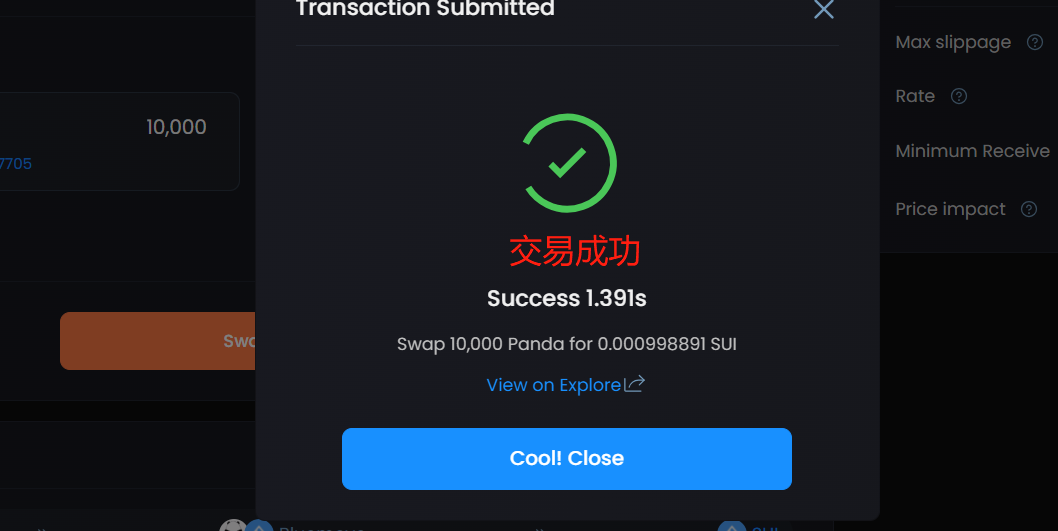 Transaction Submitted
Max slippage
Rate
Minimum Receive
Price impact
10,000
7705
交易成功
Success 1.391s
Swap 10,000 Panda for 0.000998891 SUI
View on Explore
Swa
Cool! Close